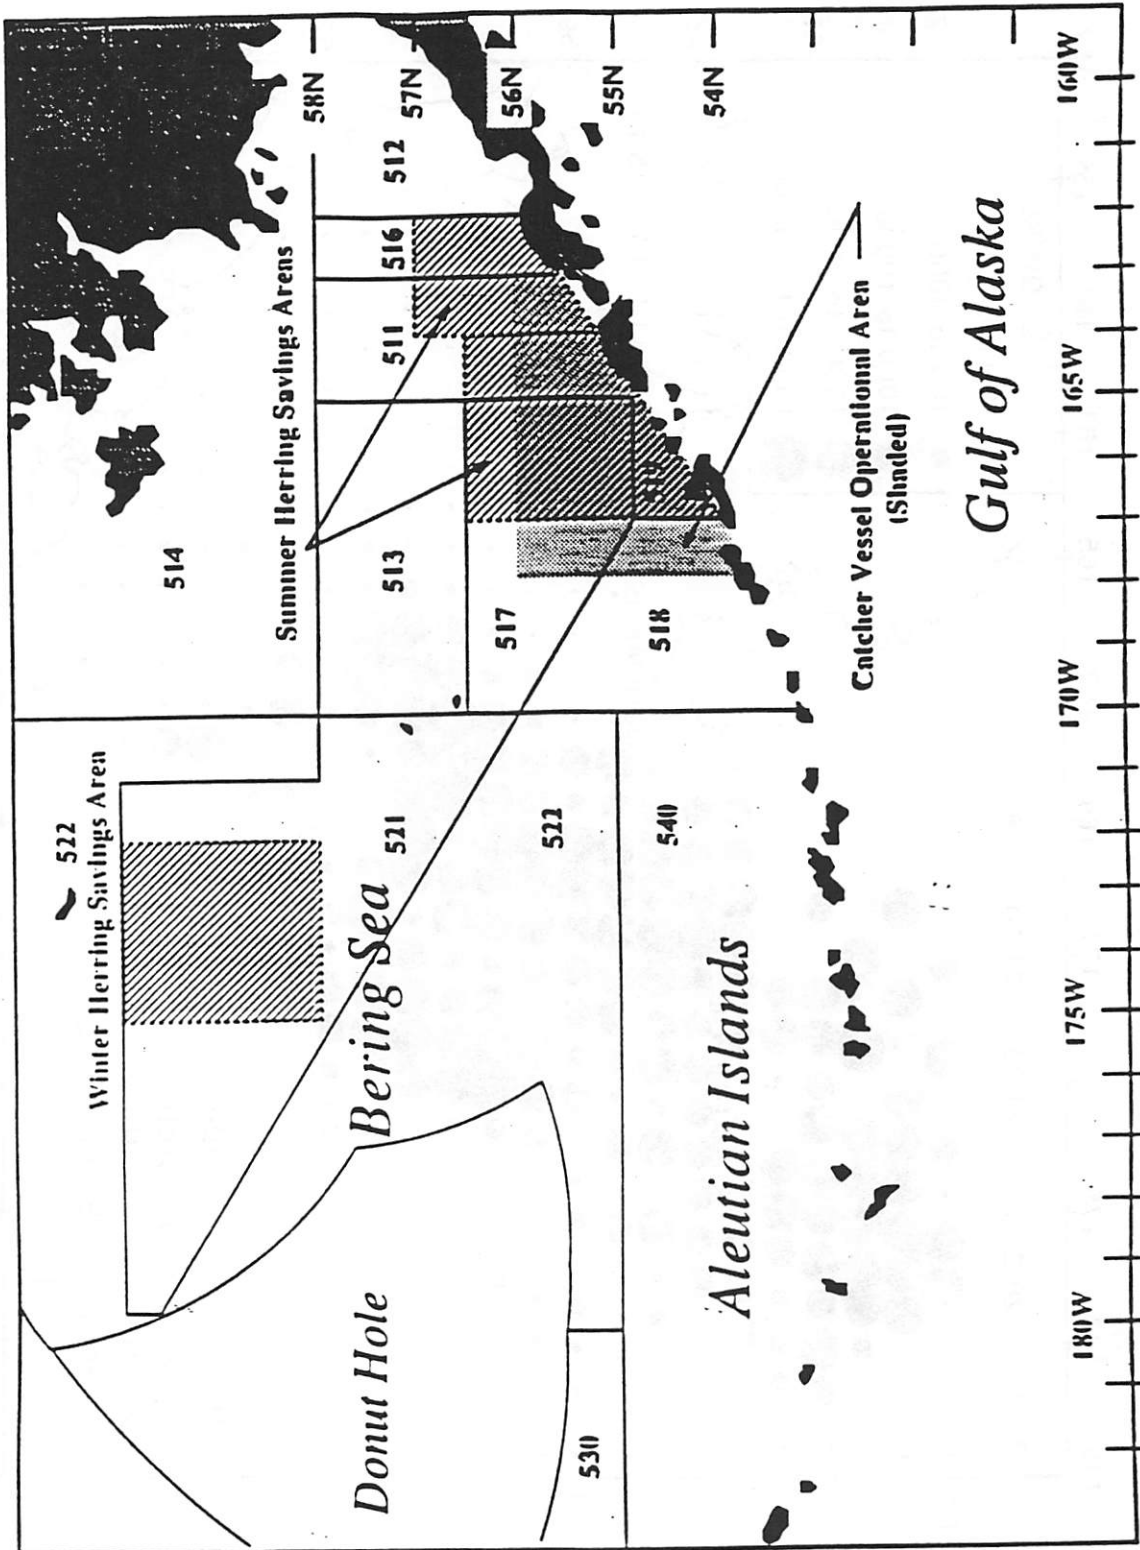 Winter Herring Savings Area
522
Summer Herring Savings Areas
514
58N
57N
56N
55N
54N
512
516
511
513
517
518
519
521
522
540
530
Bering Sea
Donut Hole
Aleutian Islands
Catcher Vessel Operational Area
(Shaded)
Gulf of Alaska
180W
175W
170W
165W
160W